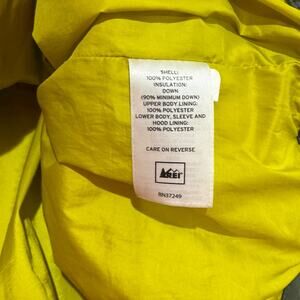 SHELL:
100% POLYESTER
INSULATION:
DOWN
(90% MINIMUM DOWN)
UPPER BODY LINING:
100% POLYESTER
LOWER BODY, SLEEVE AND
HOOD LINING:
100% POLYESTER
CARE ON REVERSE
REI
RN37249